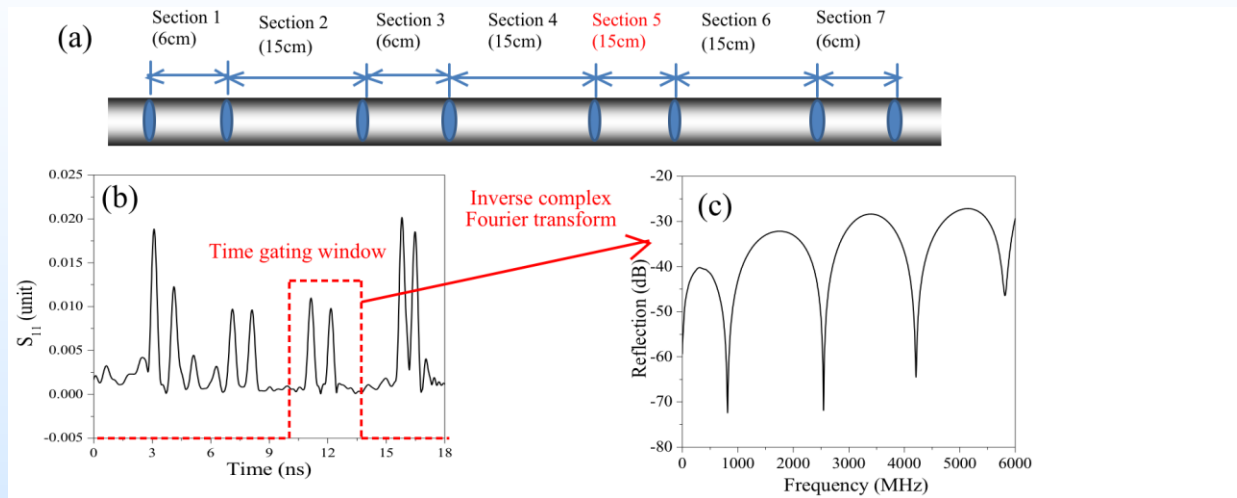 Section 1
(6cm)
Section 2
(15cm)
Section 3
(6cm)
Section 4
(15cm)
Section 5
(15cm)
Section 6
(15cm)
Section 7
(6cm)
(a)
(b)
0.025
0.020
0.015
0.010
0.005
0.000
-0.005
S11 (unit)
Time gating window
0
3
6
9
12
15
18
Time (ns)
Inverse complex
Fourier transform
(c)
-20
-30
-40
-50
-60
-70
-80
Reflection (dB)
0
1000
2000
3000
4000
5000
6000
Frequency (MHz)